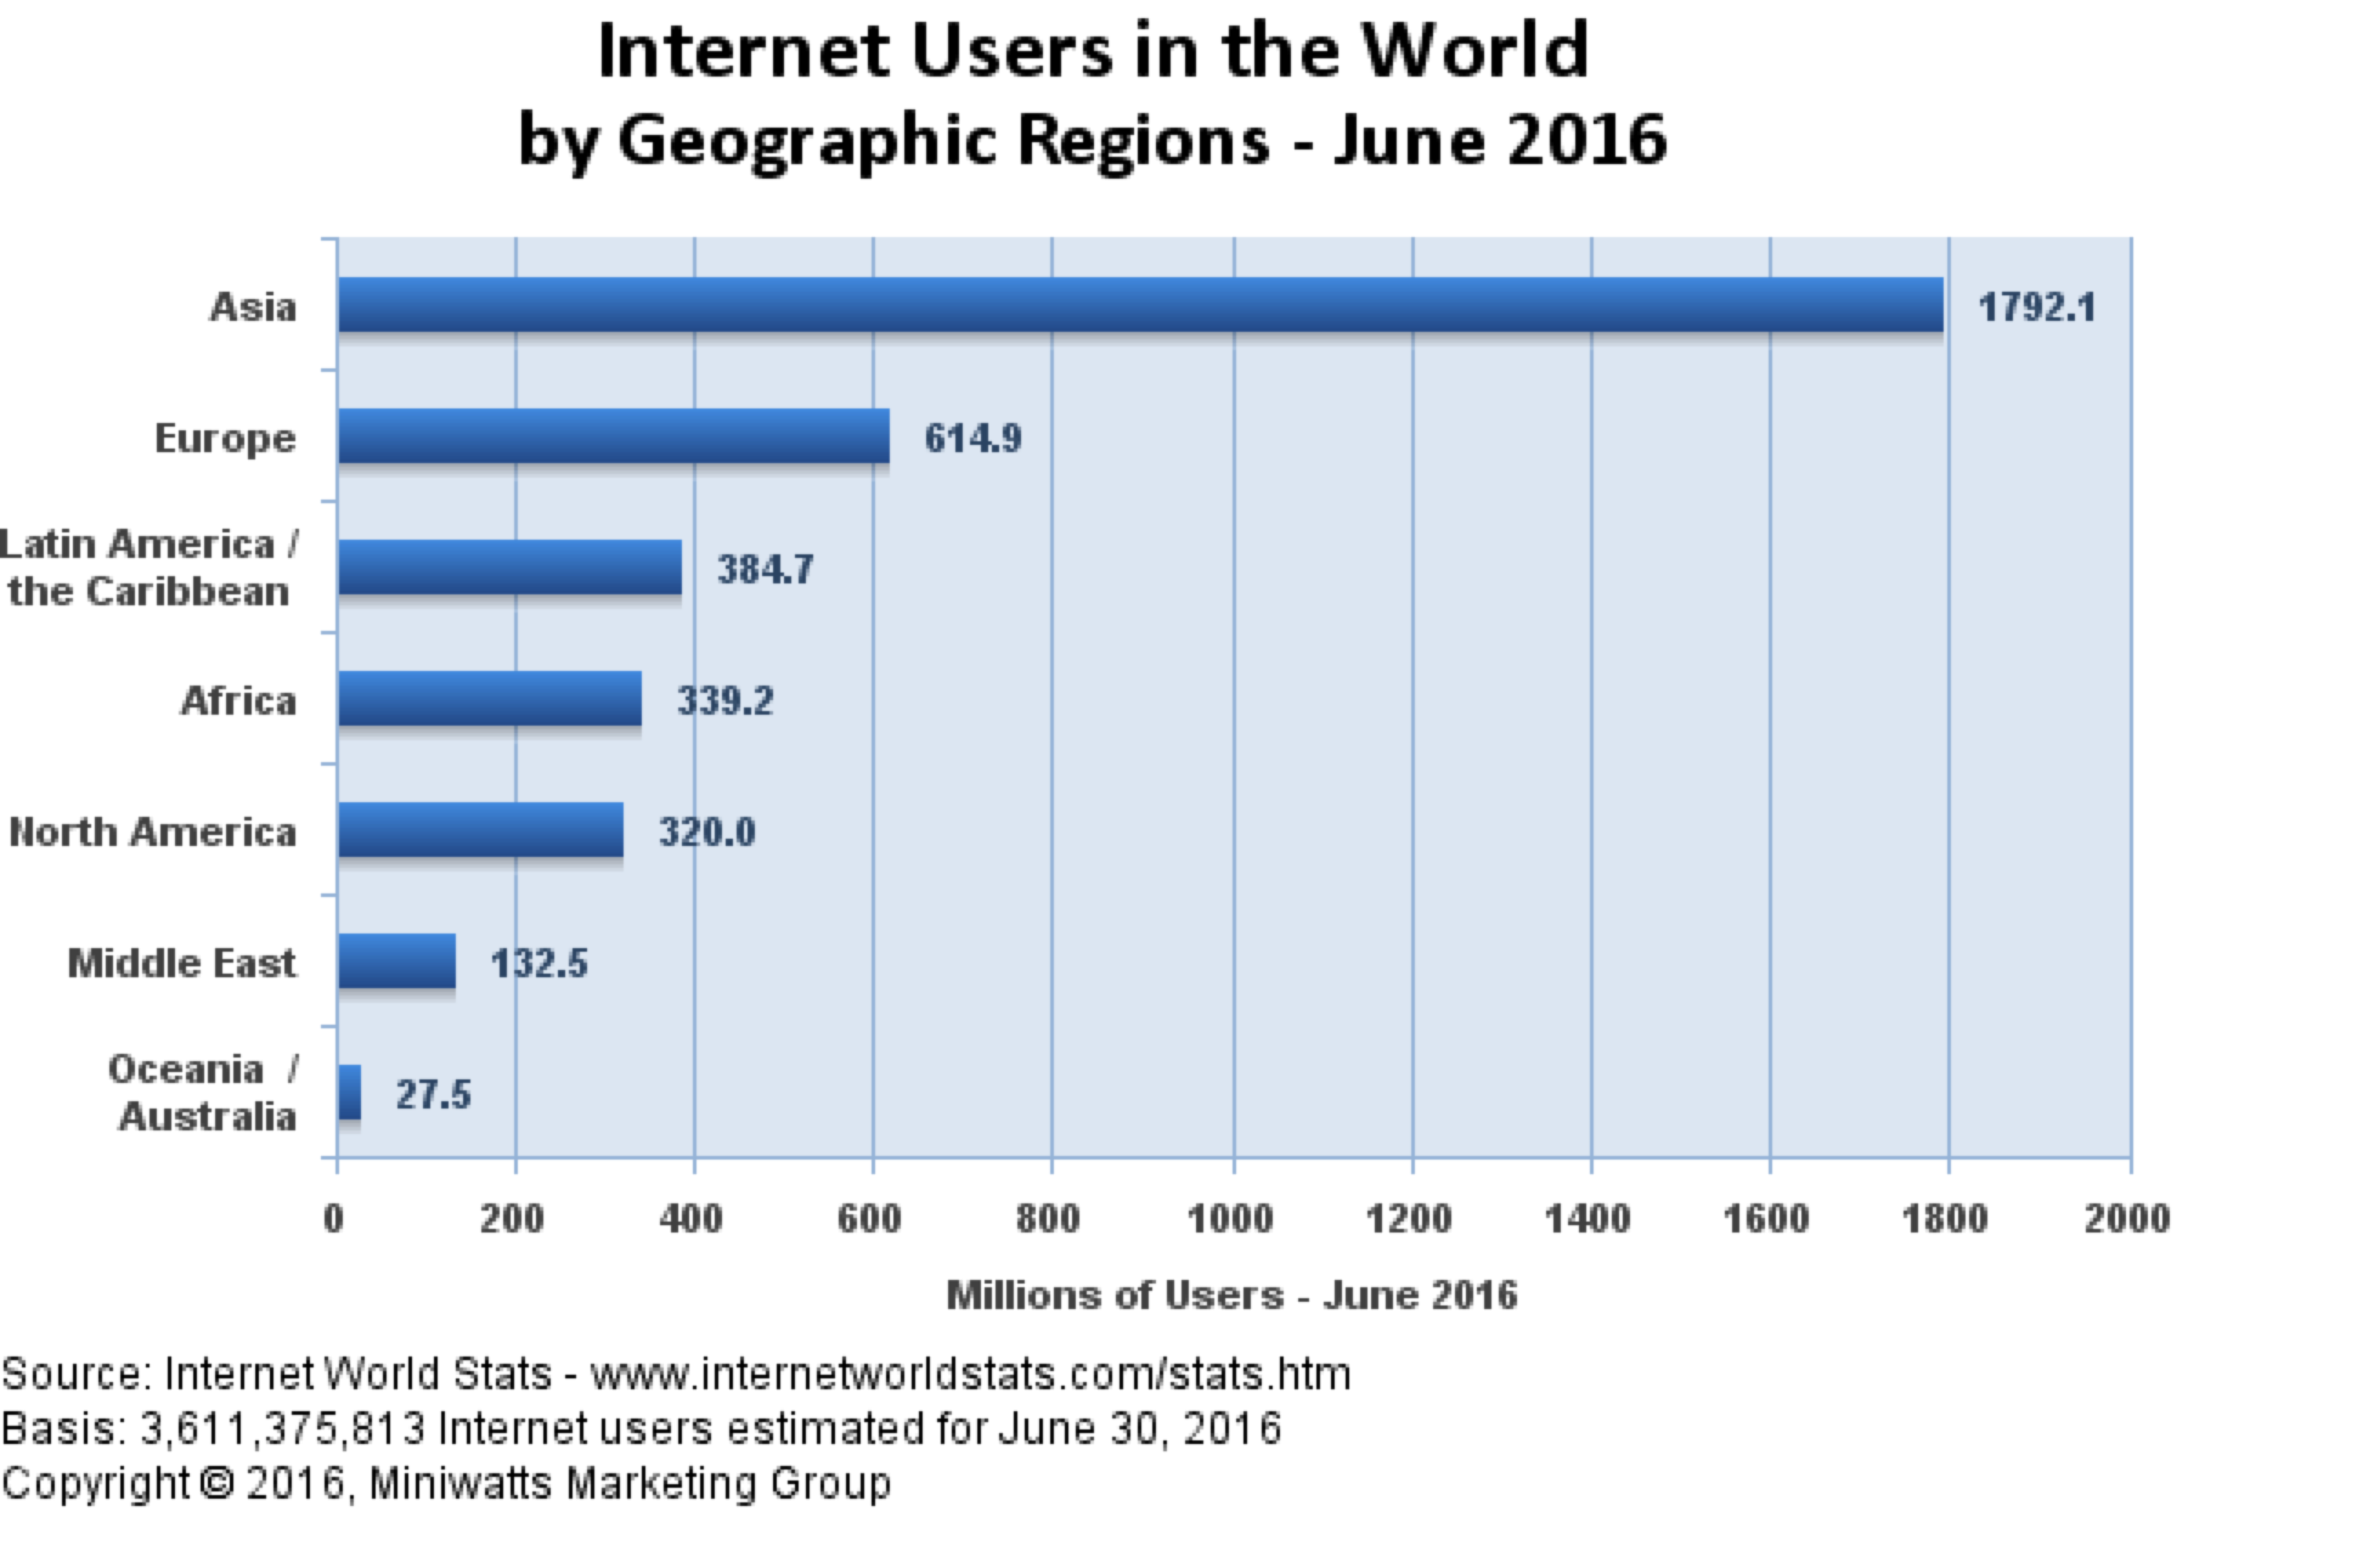 Internet Users in the World
by Geographic Regions - June 2016
Asia
1792.1
Europe
614.9
Latin America /
the Caribbean
384.7
Africa
339.2
North America
320.0
Middle East
132.5
Oceania /
Australia
27.5
0 200 400 600 800 1000 1200 1400 1600 1800 2000
Millions of Users - June 2016
Source: Internet World Stats - www.internetworldstats.com/stats.htm
Basis: 3,611,375,813 Internet users estimated for June 30, 2016
Copyright © 2016, Miniwatts Marketing Group